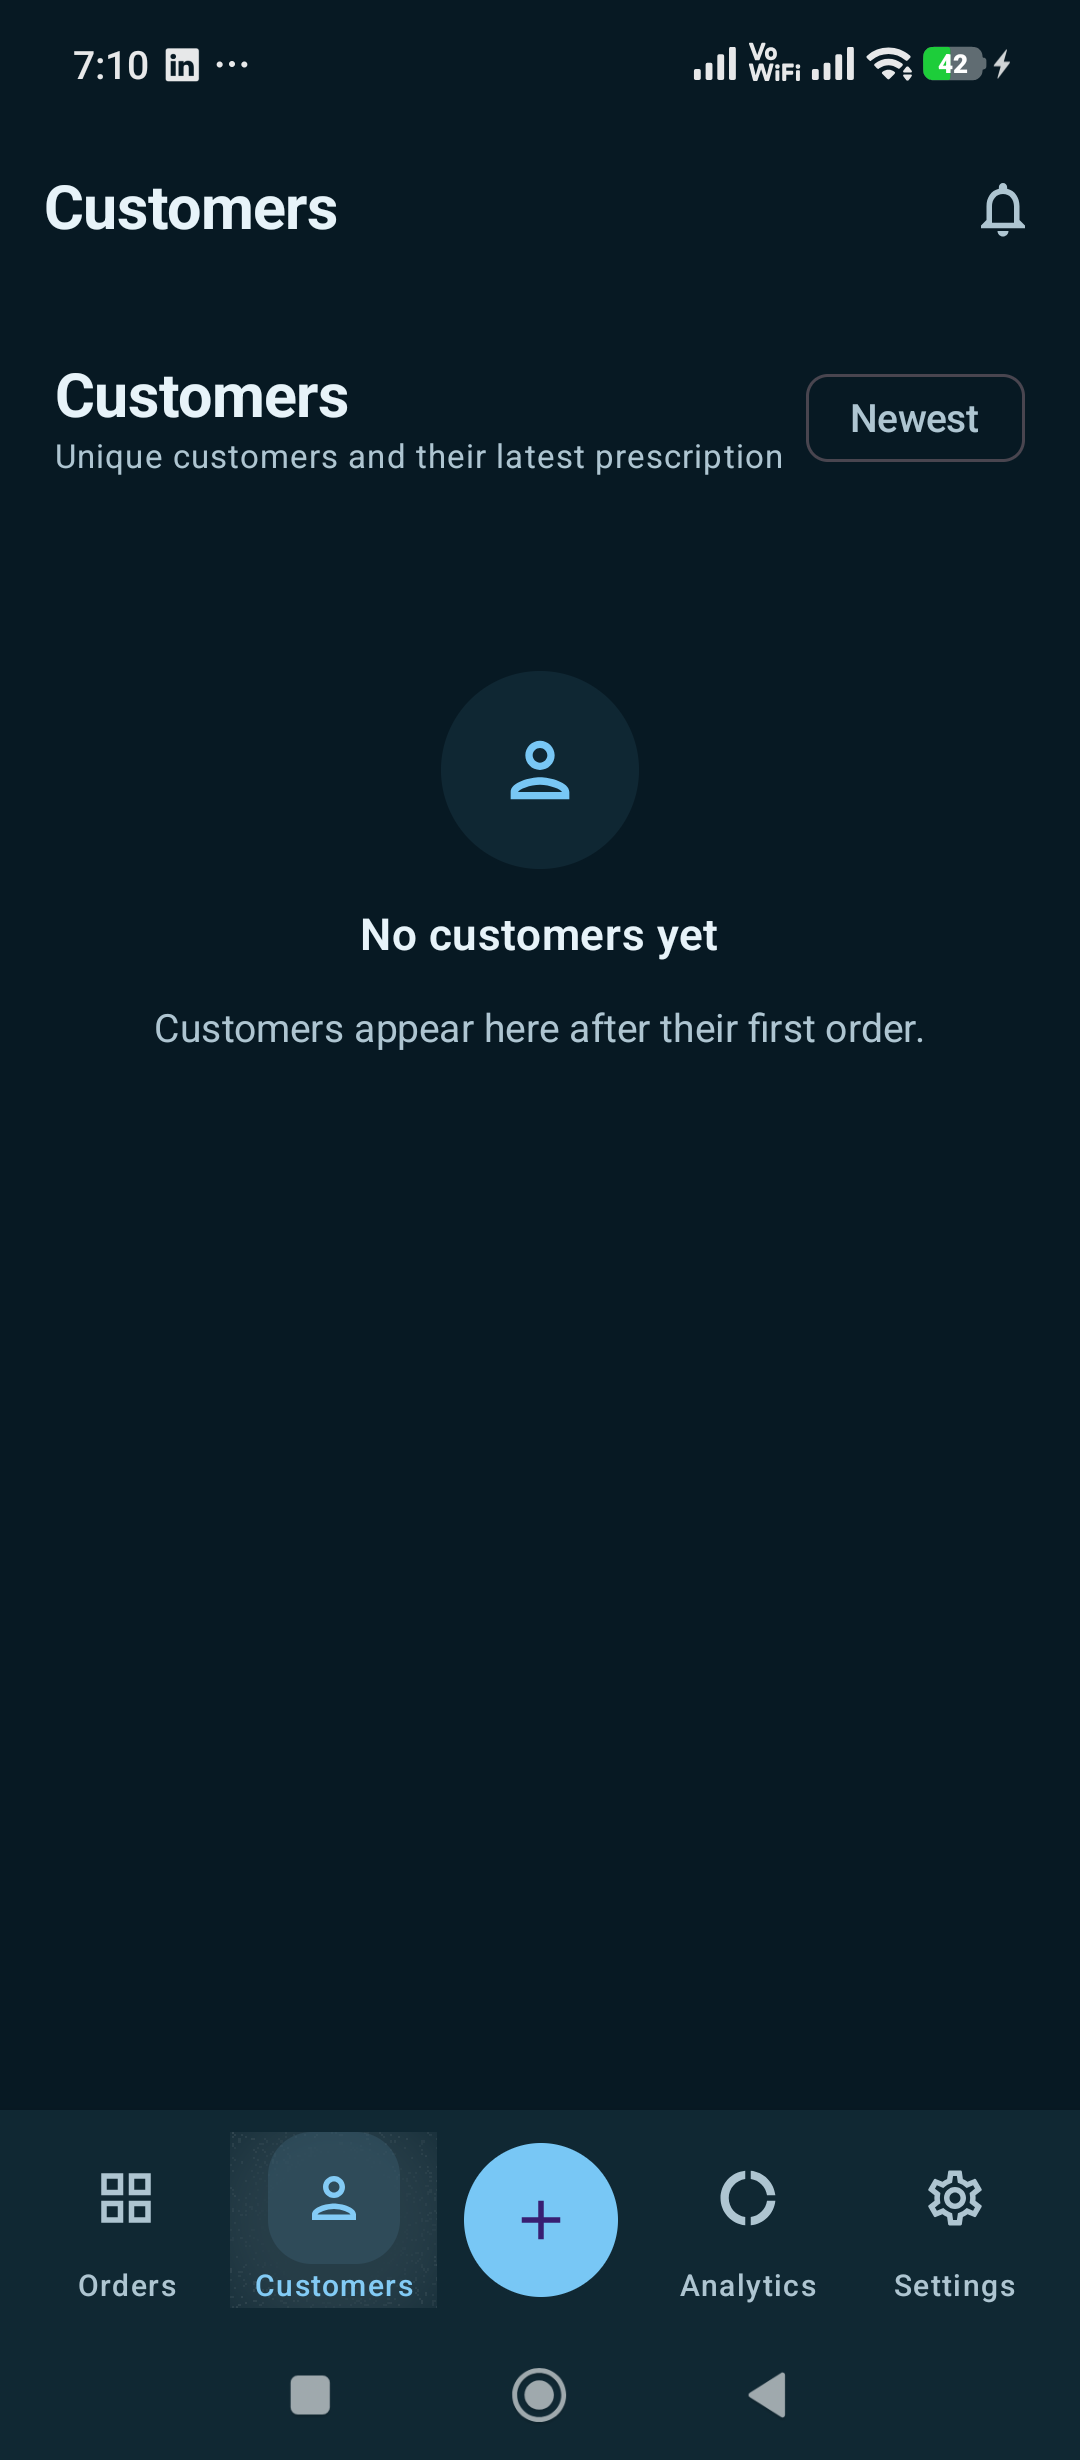 7:10 in ...
Vo
WiFi
42
Customers
Customers
Newest
Unique customers and their latest prescription
No customers yet
Customers appear here after their first order.
Orders
Customers
+
Analytics
Settings